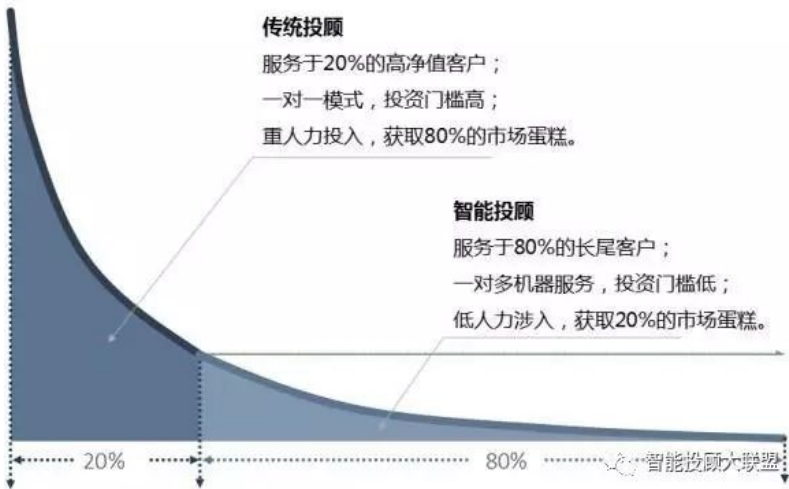 传统投顾
服务于20%的高净值客户；
一对一模式，投资门槛高；
重人力投入，获取80%的市场蛋糕。
智能投顾
服务于80%的长尾客户；
一对多机器服务，投资门槛低；
低人力涉入，获取20%的市场蛋糕。
20%
80%
智能投顾大联盟